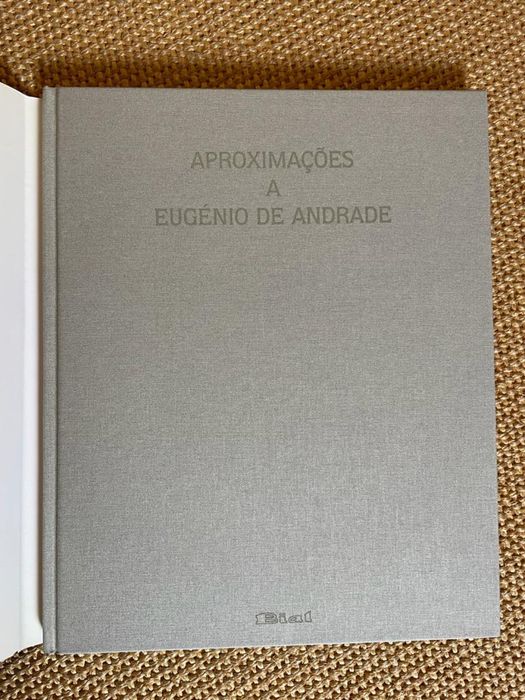 APROXIMAÇÕES
A
EUGÉNIO DE ANDRADE
Bial